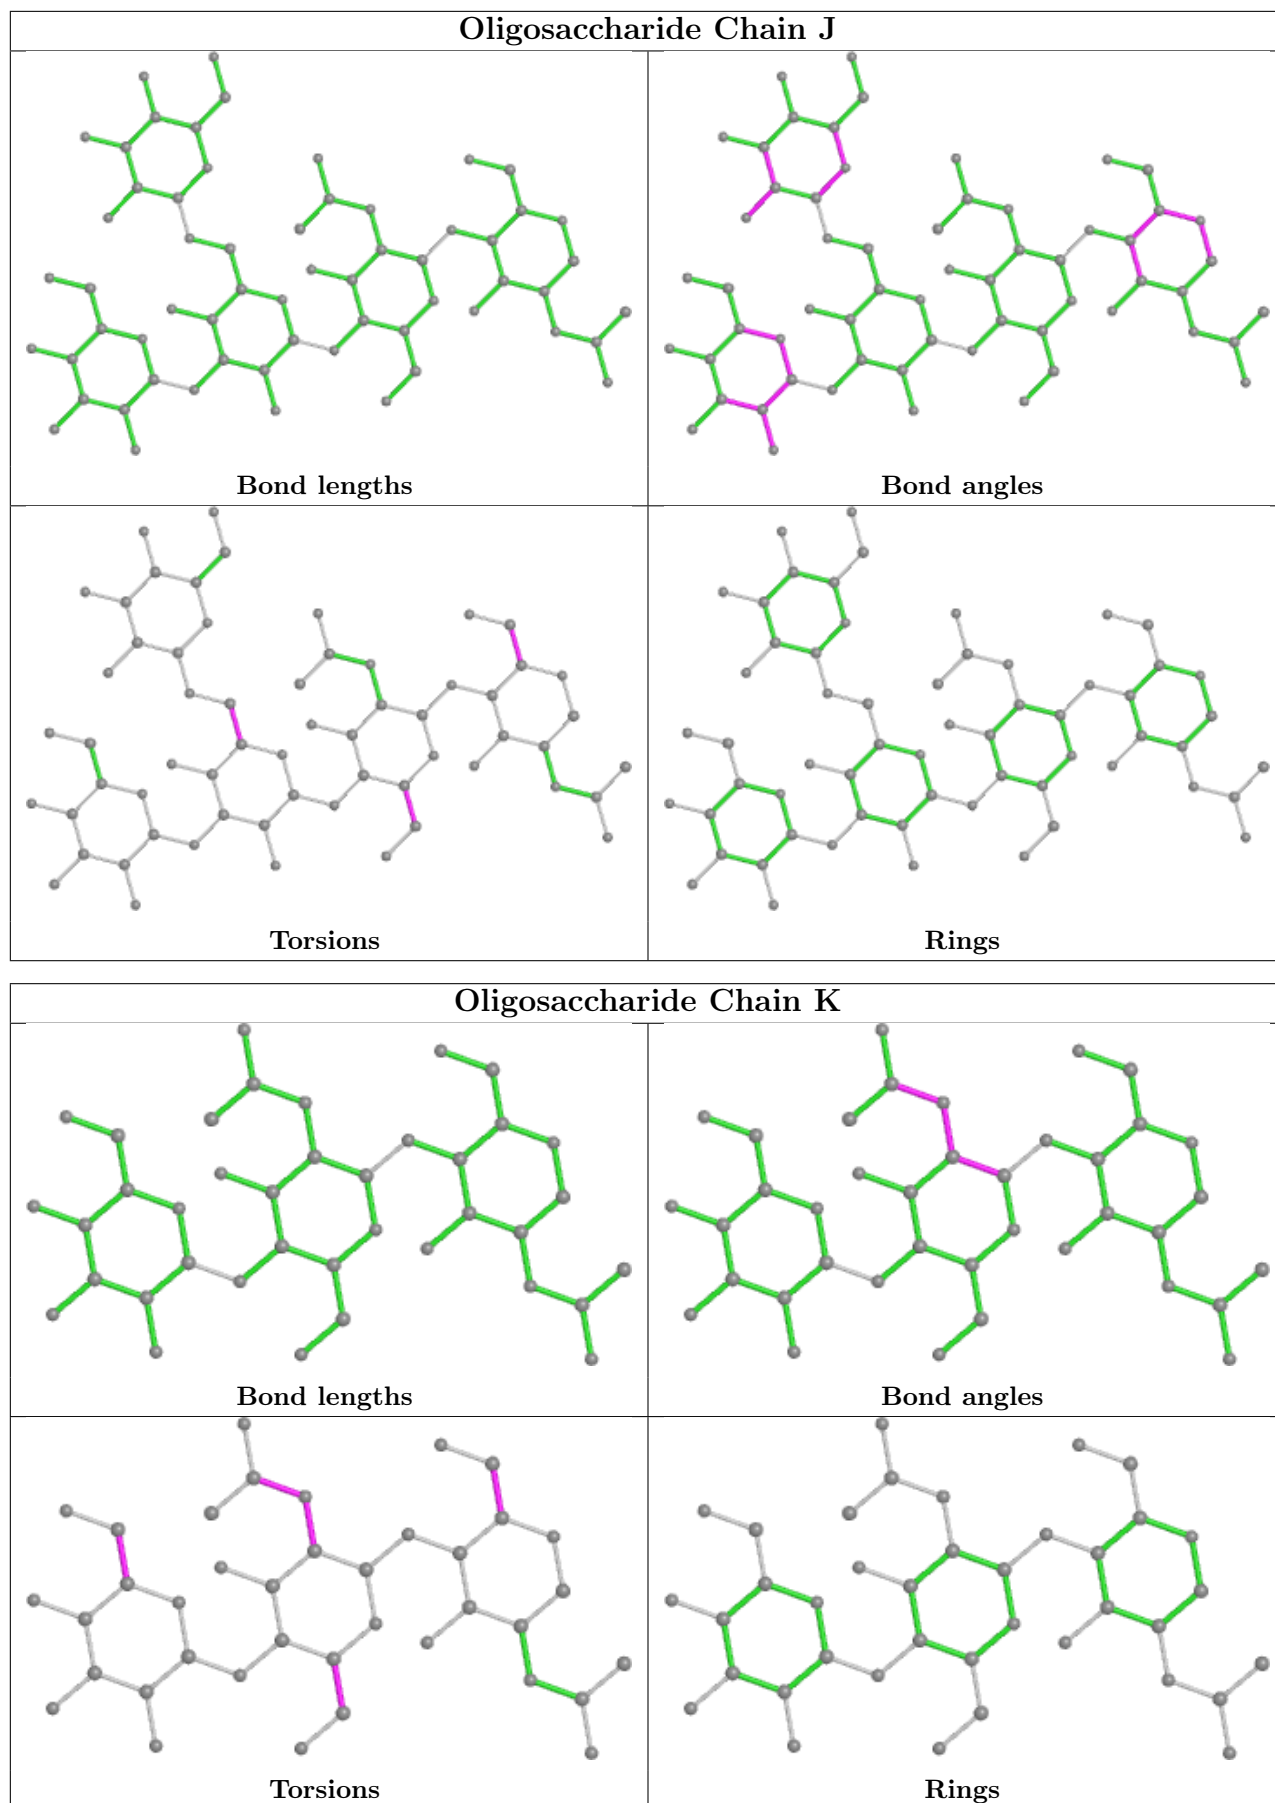 Oligosaccharide Chain J
Bond lengths
Bond angles
Torsions
Rings
Oligosaccharide Chain K
Bond lengths
Bond angles
Torsions
Rings